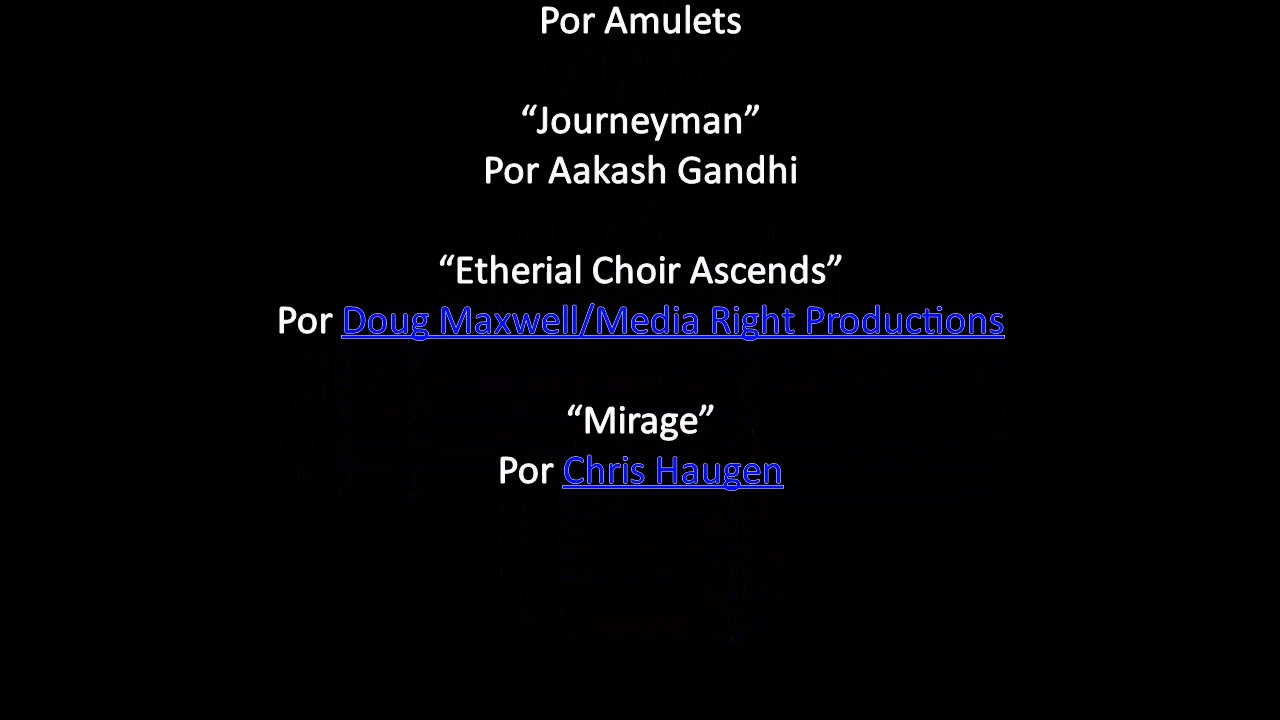 Por Amulets
“Journeyman”
Por Aakash Gandhi
“Etherial Choir Ascends”
Por Doug Maxwell/Media Right Productions
“Mirage”
Por Chris Haugen